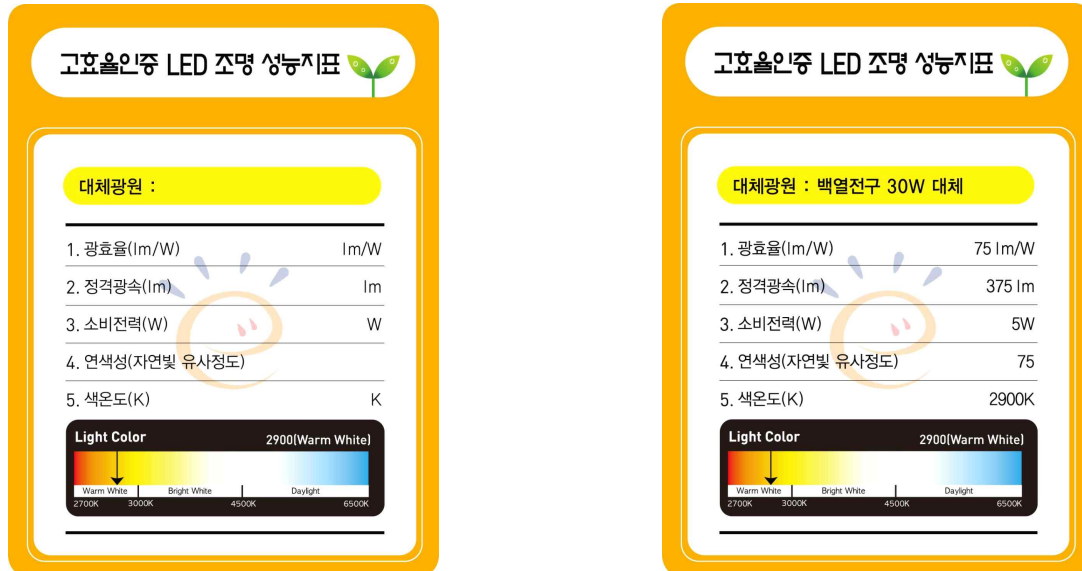 고효율인증 LED 조명 성능지표
대체광원 :
1. 광효율(lm/W) lm/W
2. 정격광속(lm) lm
3. 소비전력(W) W
4. 연색성(자연빛 유사정도)
5. 색온도(K) K
Light Color 2900(Warm White)
Warm White Bright White Daylight
2700K 3000K 4500K 6500K
고효율인증 LED 조명 성능지표
대체광원 : 백열전구 30W 대체
1. 광효율(lm/W) 75 lm/W
2. 정격광속(lm) 375 lm
3. 소비전력(W) 5W
4. 연색성(자연빛 유사정도) 75
5. 색온도(K) 2900K
Light Color 2900(Warm White)
Warm White Bright White Daylight
2700K 3000K 4500K 6500K